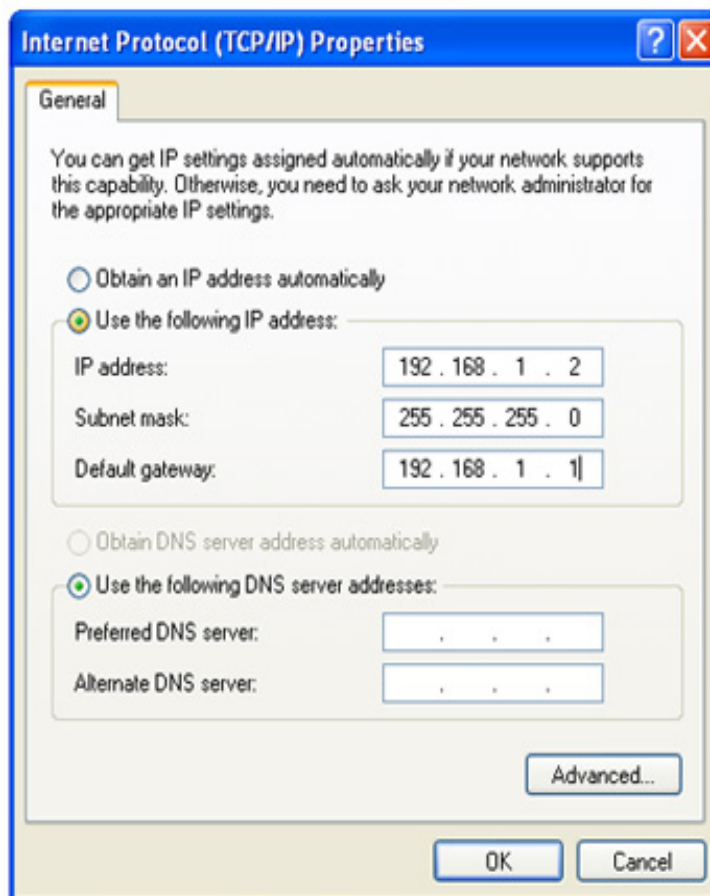 Internet Protocol (TCP/IP) Properties
General
You can get IP settings assigned automatically if your network supports
this capability. Otherwise, you need to ask your network administrator for
the appropriate IP settings.
Obtain an IP address automatically
Use the following IP address:
IP address: 192 . 168 . 1 . 2
Subnet mask: 255 . 255 . 255 . 0
Default gateway: 192 . 168 . 1 . 1
Obtain DNS server address automatically
Use the following DNS server addresses:
Preferred DNS server: . . .
Alternate DNS server: . . .
Advanced...
OK Cancel